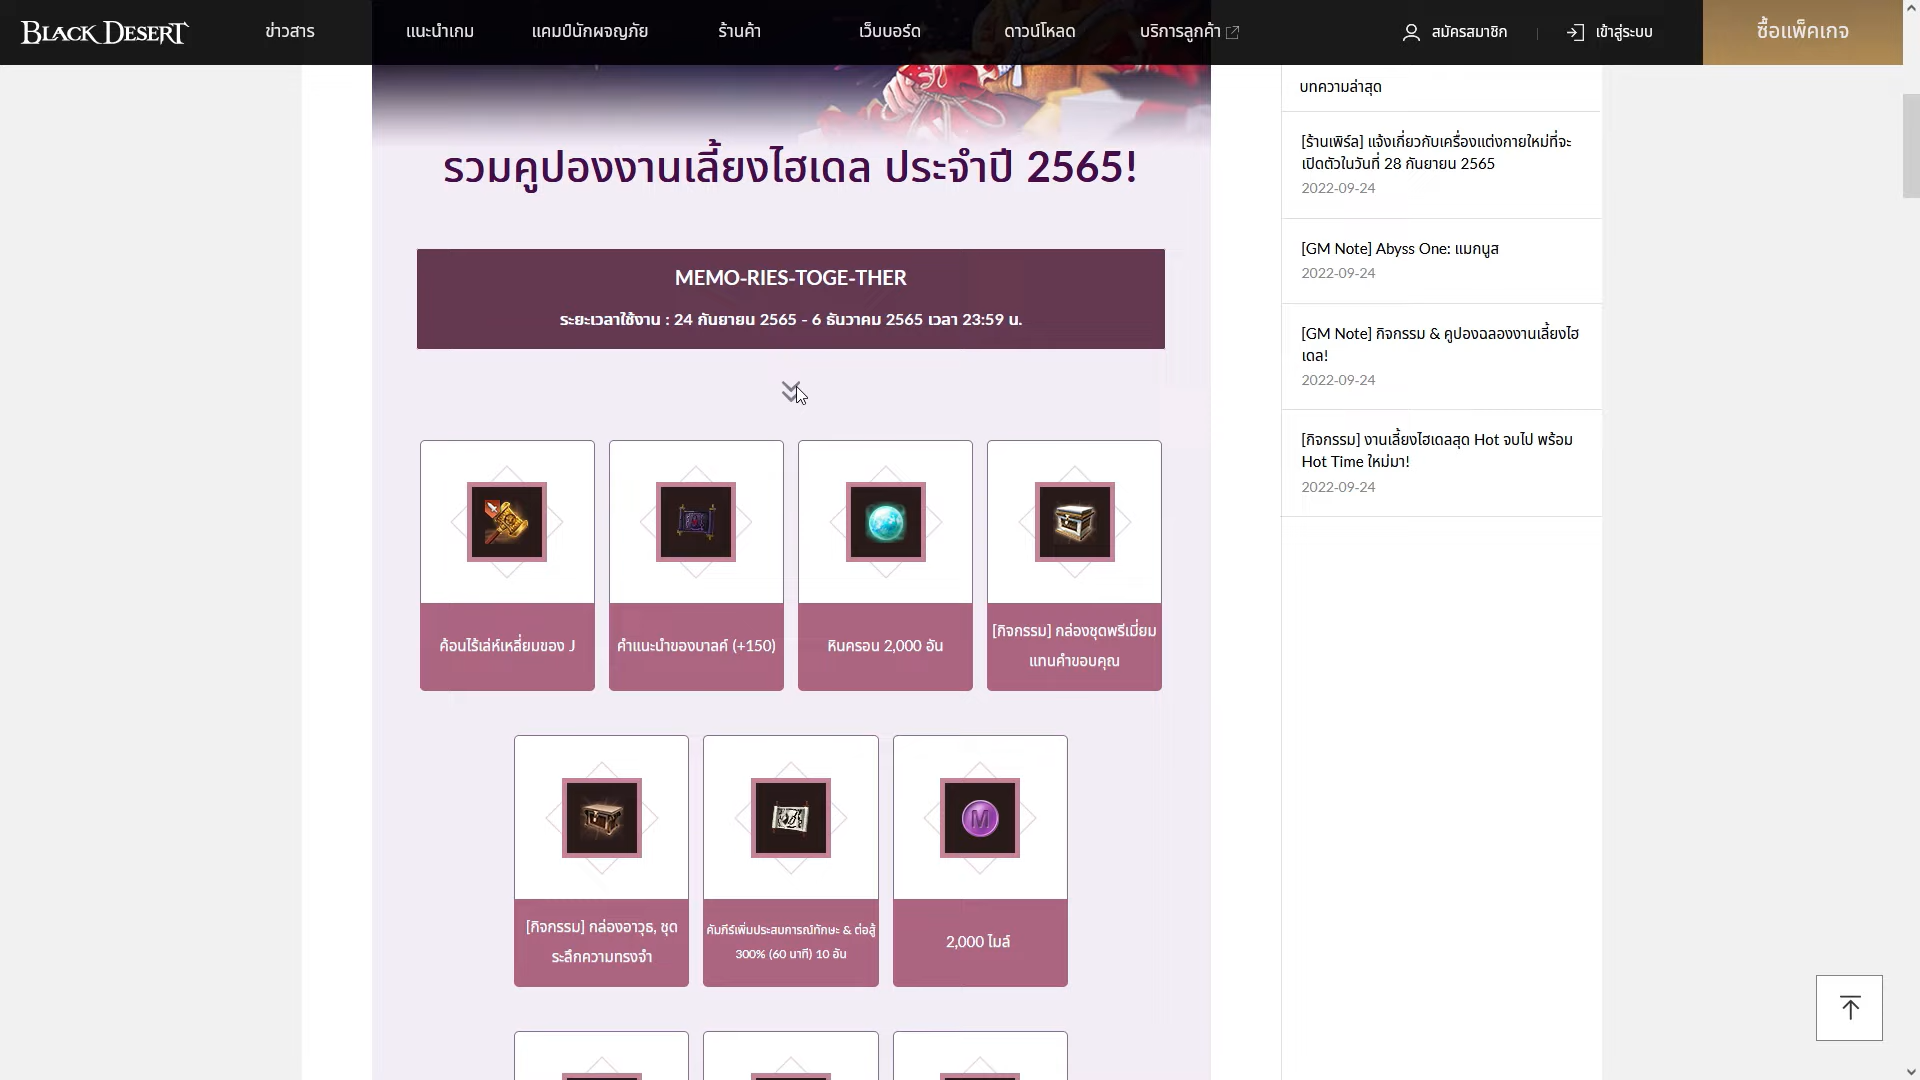 BLACK DESERT
ข่าวสาร
แนะนำเกม
แคมป์นักผจญภัย
ร้านค้า
เว็บบอร์ด
ดาวน์โหลด
บริการลูกค้า
สมัครสมาชิก
เข้าสู่ระบบ
ซื้อแพ็คเกจ
รวมคูปองงานเลี้ยงไฮเดล ประจำปี 2565!
MEMO-RIES-TOGE-THER
ระยะเวลาใช้งาน : 24 กันยายน 2565 - 6 ธันวาคม 2565 เวลา 23:59 น.
ค้อนไร้เล่ห์เหลี่ยมของ J
คำแนะนำของบาลค์ (+150)
หินครอน 2,000 อัน
[กิจกรรม] กล่องชุดพรีเมี่ยม
แทนคำขอบคุณ
[กิจกรรม] กล่องอาวุธ, ชุด
ระลึกความทรงจำ
คัมภีร์เพิ่มประสบการณ์ทักษะ & ต่อสู้
300% (60 นาที) 10 อัน
M
2,000 ไมล์
บทความล่าสุด
[ร้านเพิร์ล] แจ้งเกี่ยวกับเครื่องแต่งกายใหม่ที่จะ
เปิดตัวในวันที่ 28 กันยายน 2565
2022-09-24
[GM Note] Abyss One: แมกนูส
2022-09-24
[GM Note] กิจกรรม & คูปองฉลองงานเลี้ยงไฮ
เดล!
2022-09-24
[กิจกรรม] งานเลี้ยงไฮเดลสุด Hot จบไป พร้อม
Hot Time ใหม่มา!
2022-09-24